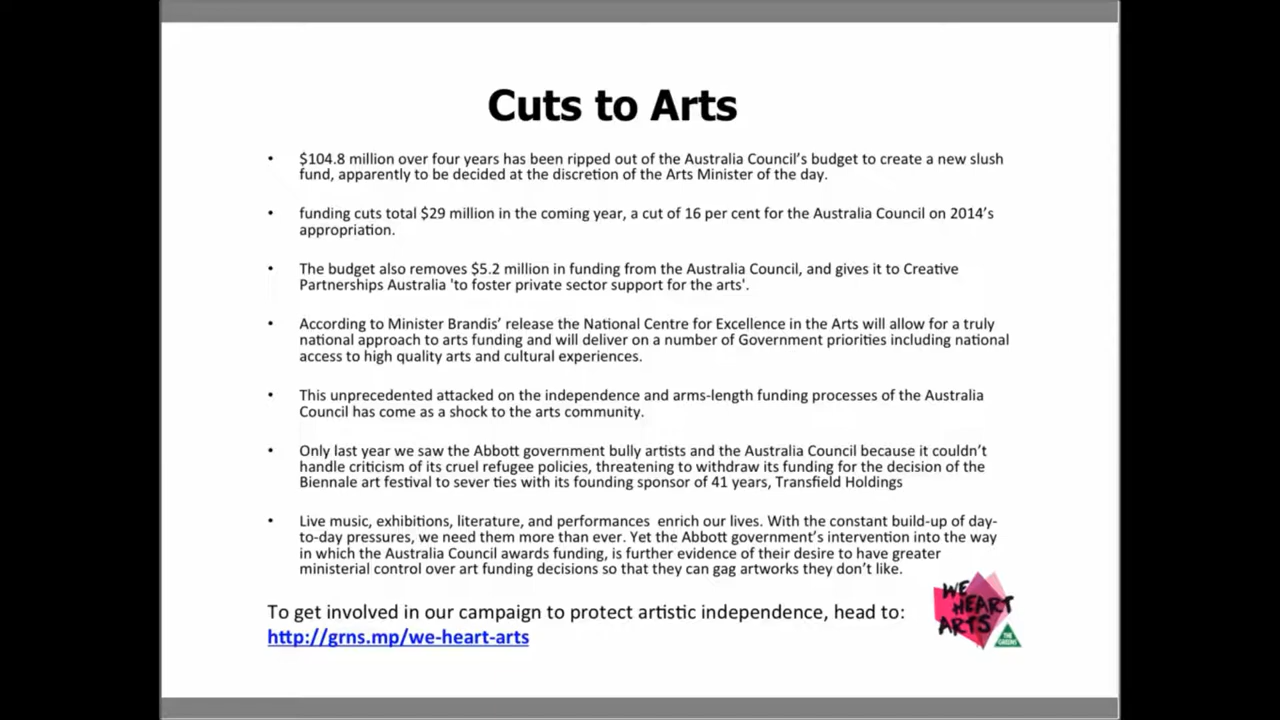 Cuts to Arts
• $104.8 million over four years has been ripped out of the Australia Council’s budget to create a new slush
fund, apparently to be decided at the discretion of the Arts Minister of the day.
• funding cuts total $29 million in the coming year, a cut of 16 per cent for the Australia Council on 2014’s
appropriation.
• The budget also removes $5.2 million in funding from the Australia Council, and gives it to Creative
Partnerships Australia 'to foster private sector support for the arts'.
• According to Minister Brandis’ release the National Centre for Excellence in the Arts will allow for a truly
national approach to arts funding and will deliver on a number of Government priorities including national
access to high quality arts and cultural experiences.
• This unprecedented attacked on the independence and arms-length funding processes of the Australia
Council has come as a shock to the arts community.
• Only last year we saw the Abbott government bully artists and the Australia Council because it couldn’t
handle criticism of its cruel refugee policies, threatening to withdraw its funding for the decision of the
Biennale art festival to sever ties with its founding sponsor of 41 years, Transfield Holdings
• Live music, exhibitions, literature, and performances  enrich our lives. With the constant build-up of day-
to-day pressures, we need them more than ever. Yet the Abbott government’s intervention into the way
in which the Australia Council awards funding, is further evidence of their desire to have greater
ministerial control over art funding decisions so that they can gag artworks they don’t like.
To get involved in our campaign to protect artistic independence, head to:
http://grns.mp/we-heart-arts
WE
HEART
ARTS
THE
GREENS